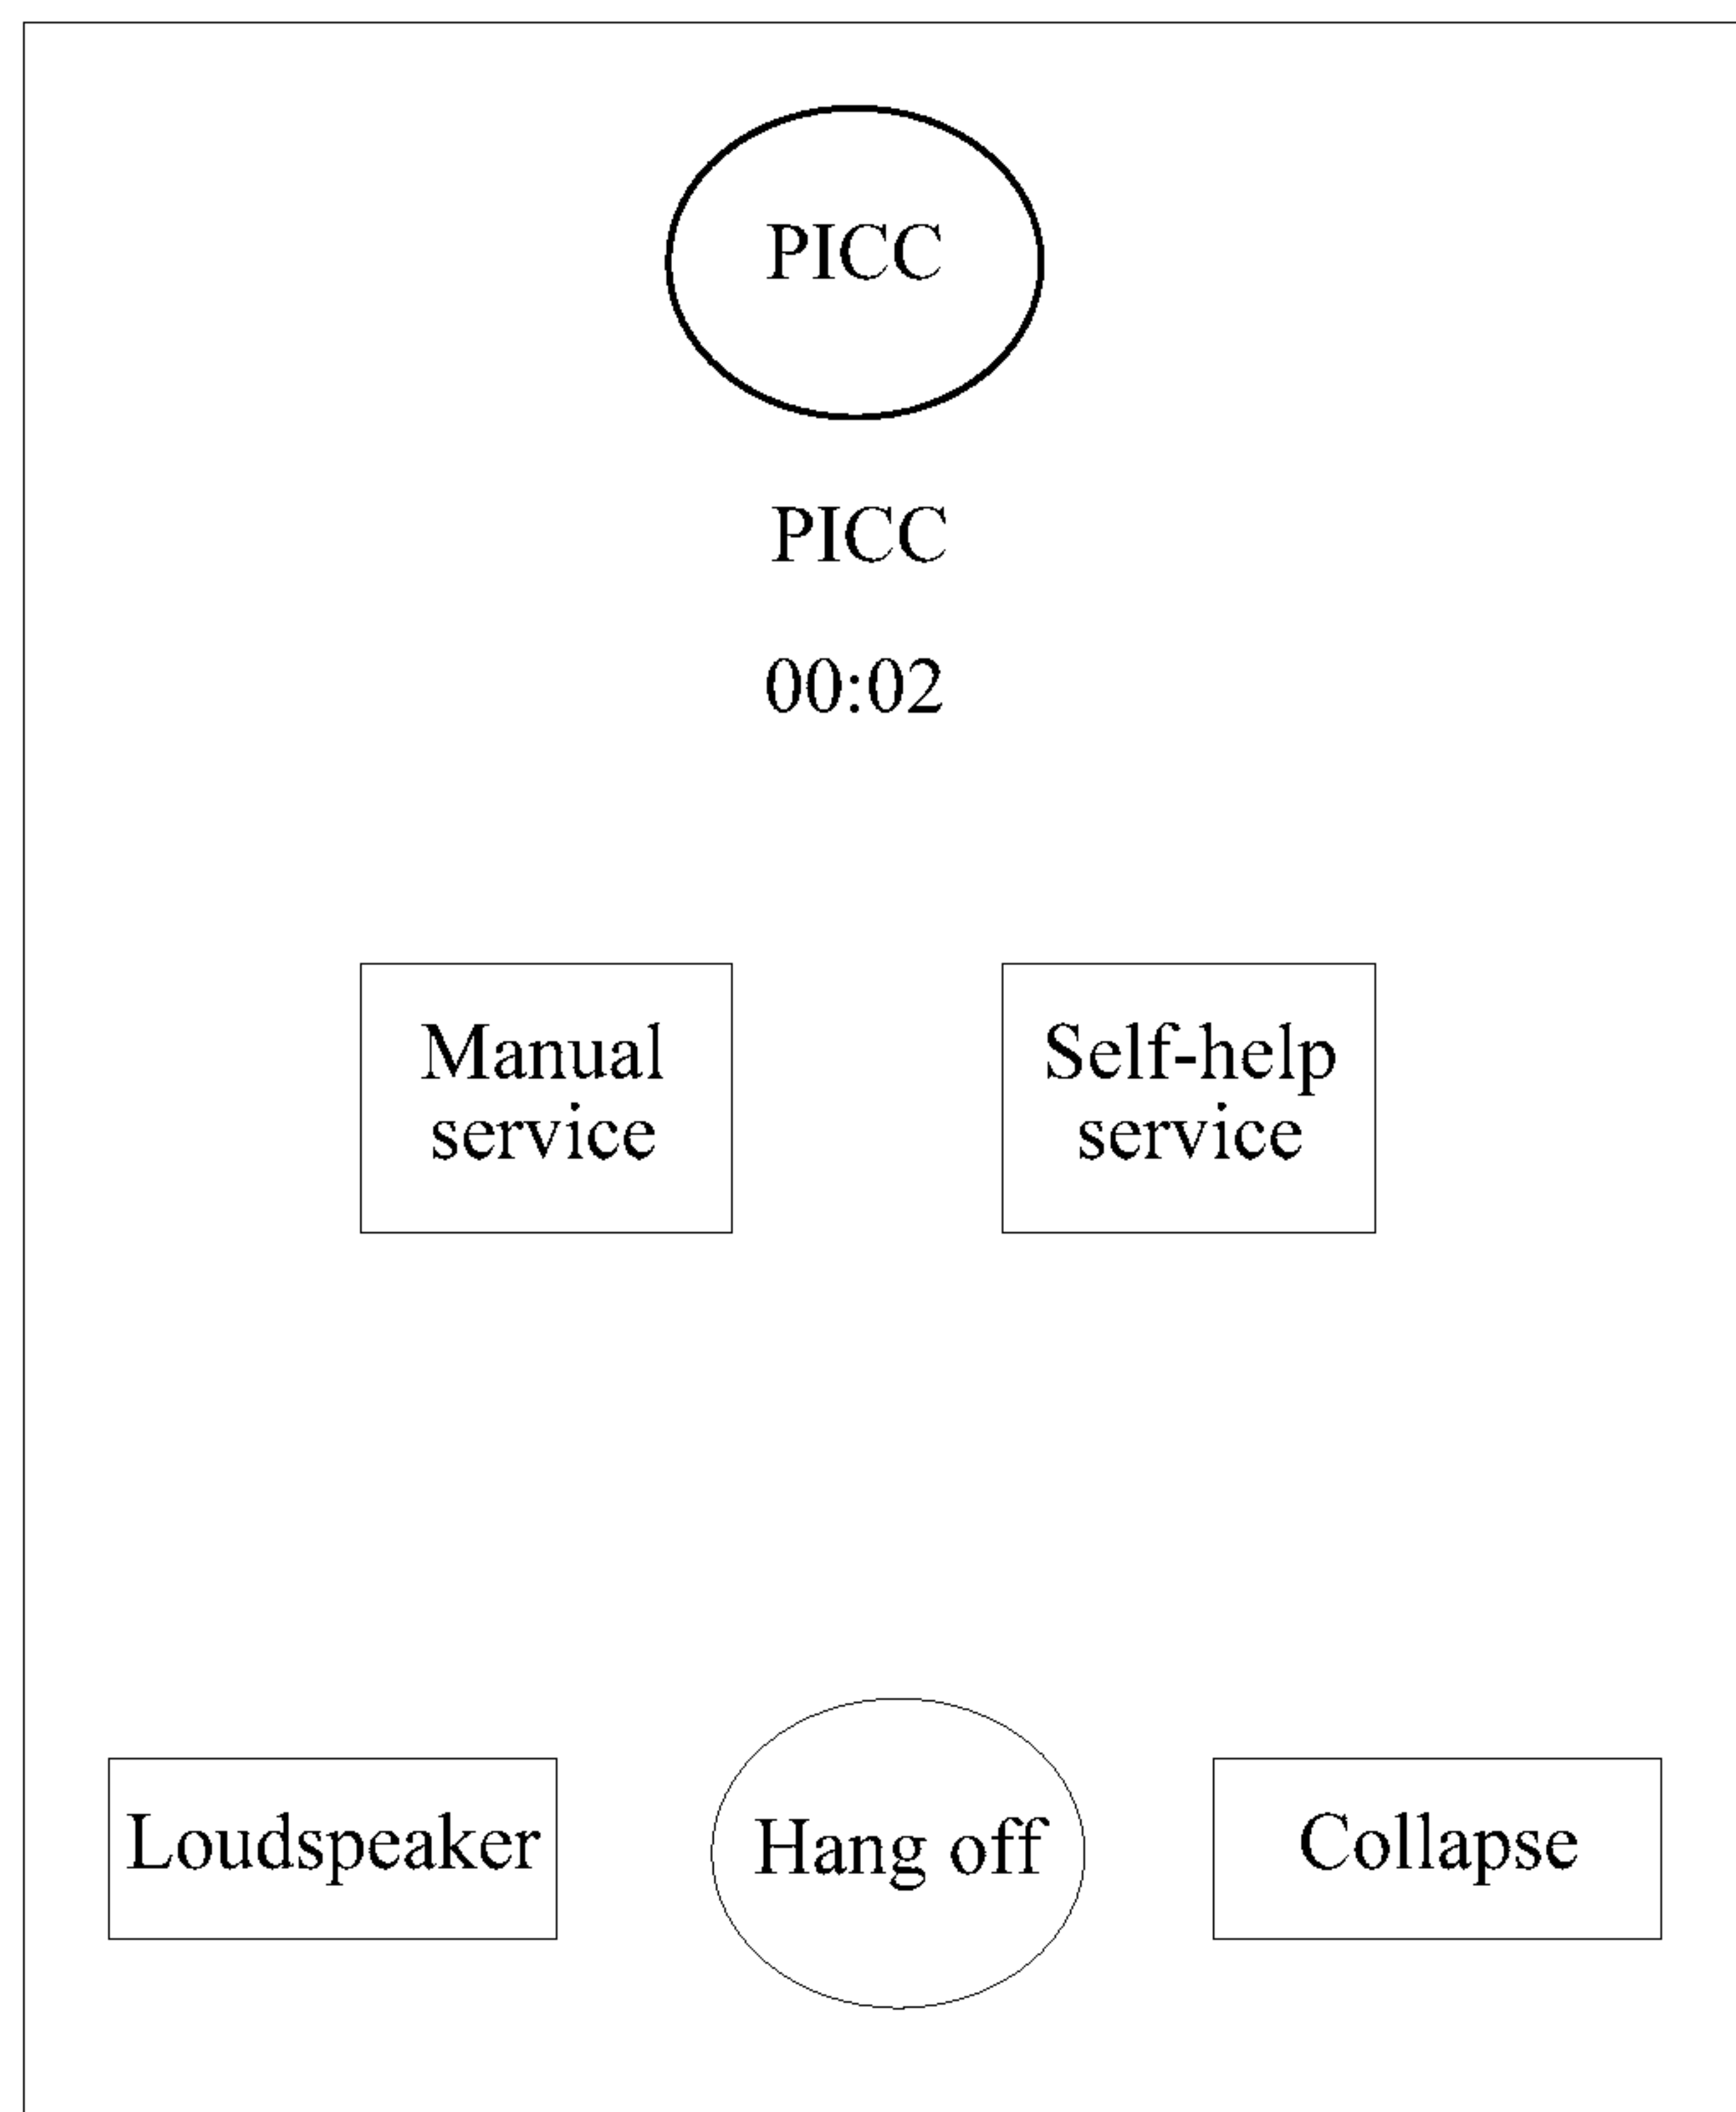 PICC
PICC
00:02
Manual
service
Self-help
service
Loudspeaker
Hang off
Collapse